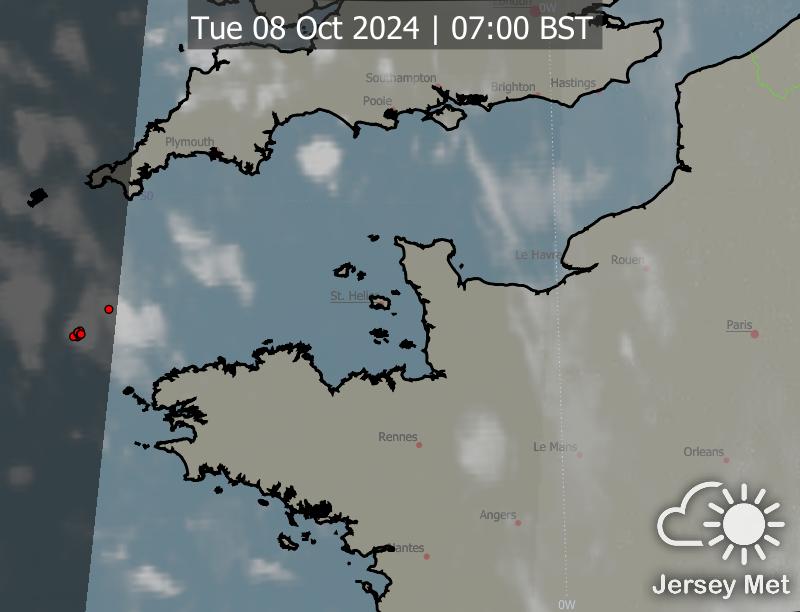 London
0W
Tue 08 Oct 2024 | 07:00 BST
Southampton
Brighton
Hastings
Poole
Plymouth
50
Le Havre
Rouen
St. Helier
Paris
Rennes
Le Mans
Orleans
Angers
Nantes
0W
Jersey Met